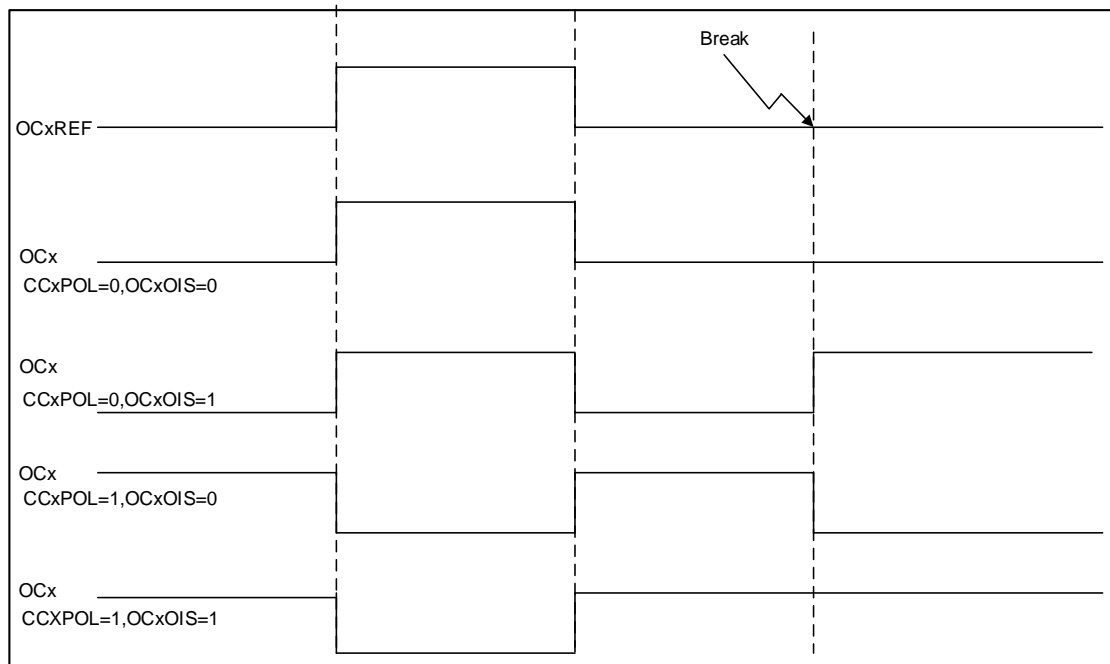 Break
OCxREF
OCx
CCxPOL=0,OCxOIS=0
OCx
CCxPOL=0,OCxOIS=1
OCx
CCxPOL=1,OCxOIS=0
OCx
CCXPOL=1,OCxOIS=1